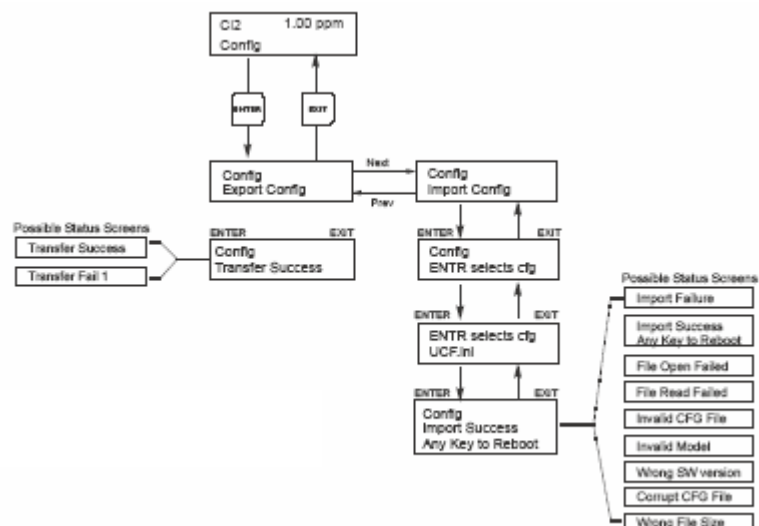 Cl2 1.00 ppm
Config
ENTER EXIT
Config
Export Config
Next
Prev
Config
Import Config
Possible Status Screens
Transfer Success
Transfer Fail 1
ENTER EXIT
Config
Transfer Success
ENTER EXIT
Config
ENTR selects cfg
ENTER EXIT
ENTR selects cfg
UCF.ini
ENTER EXIT
Config
Import Success
Any Key to Reboot
Possible Status Screens
Import Failure
Import Success
Any Key to Reboot
File Open Failed
File Read Failed
Invalid CFG File
Invalid Model
Wrong SW version
Corrupt CFG File
Wrong File Size